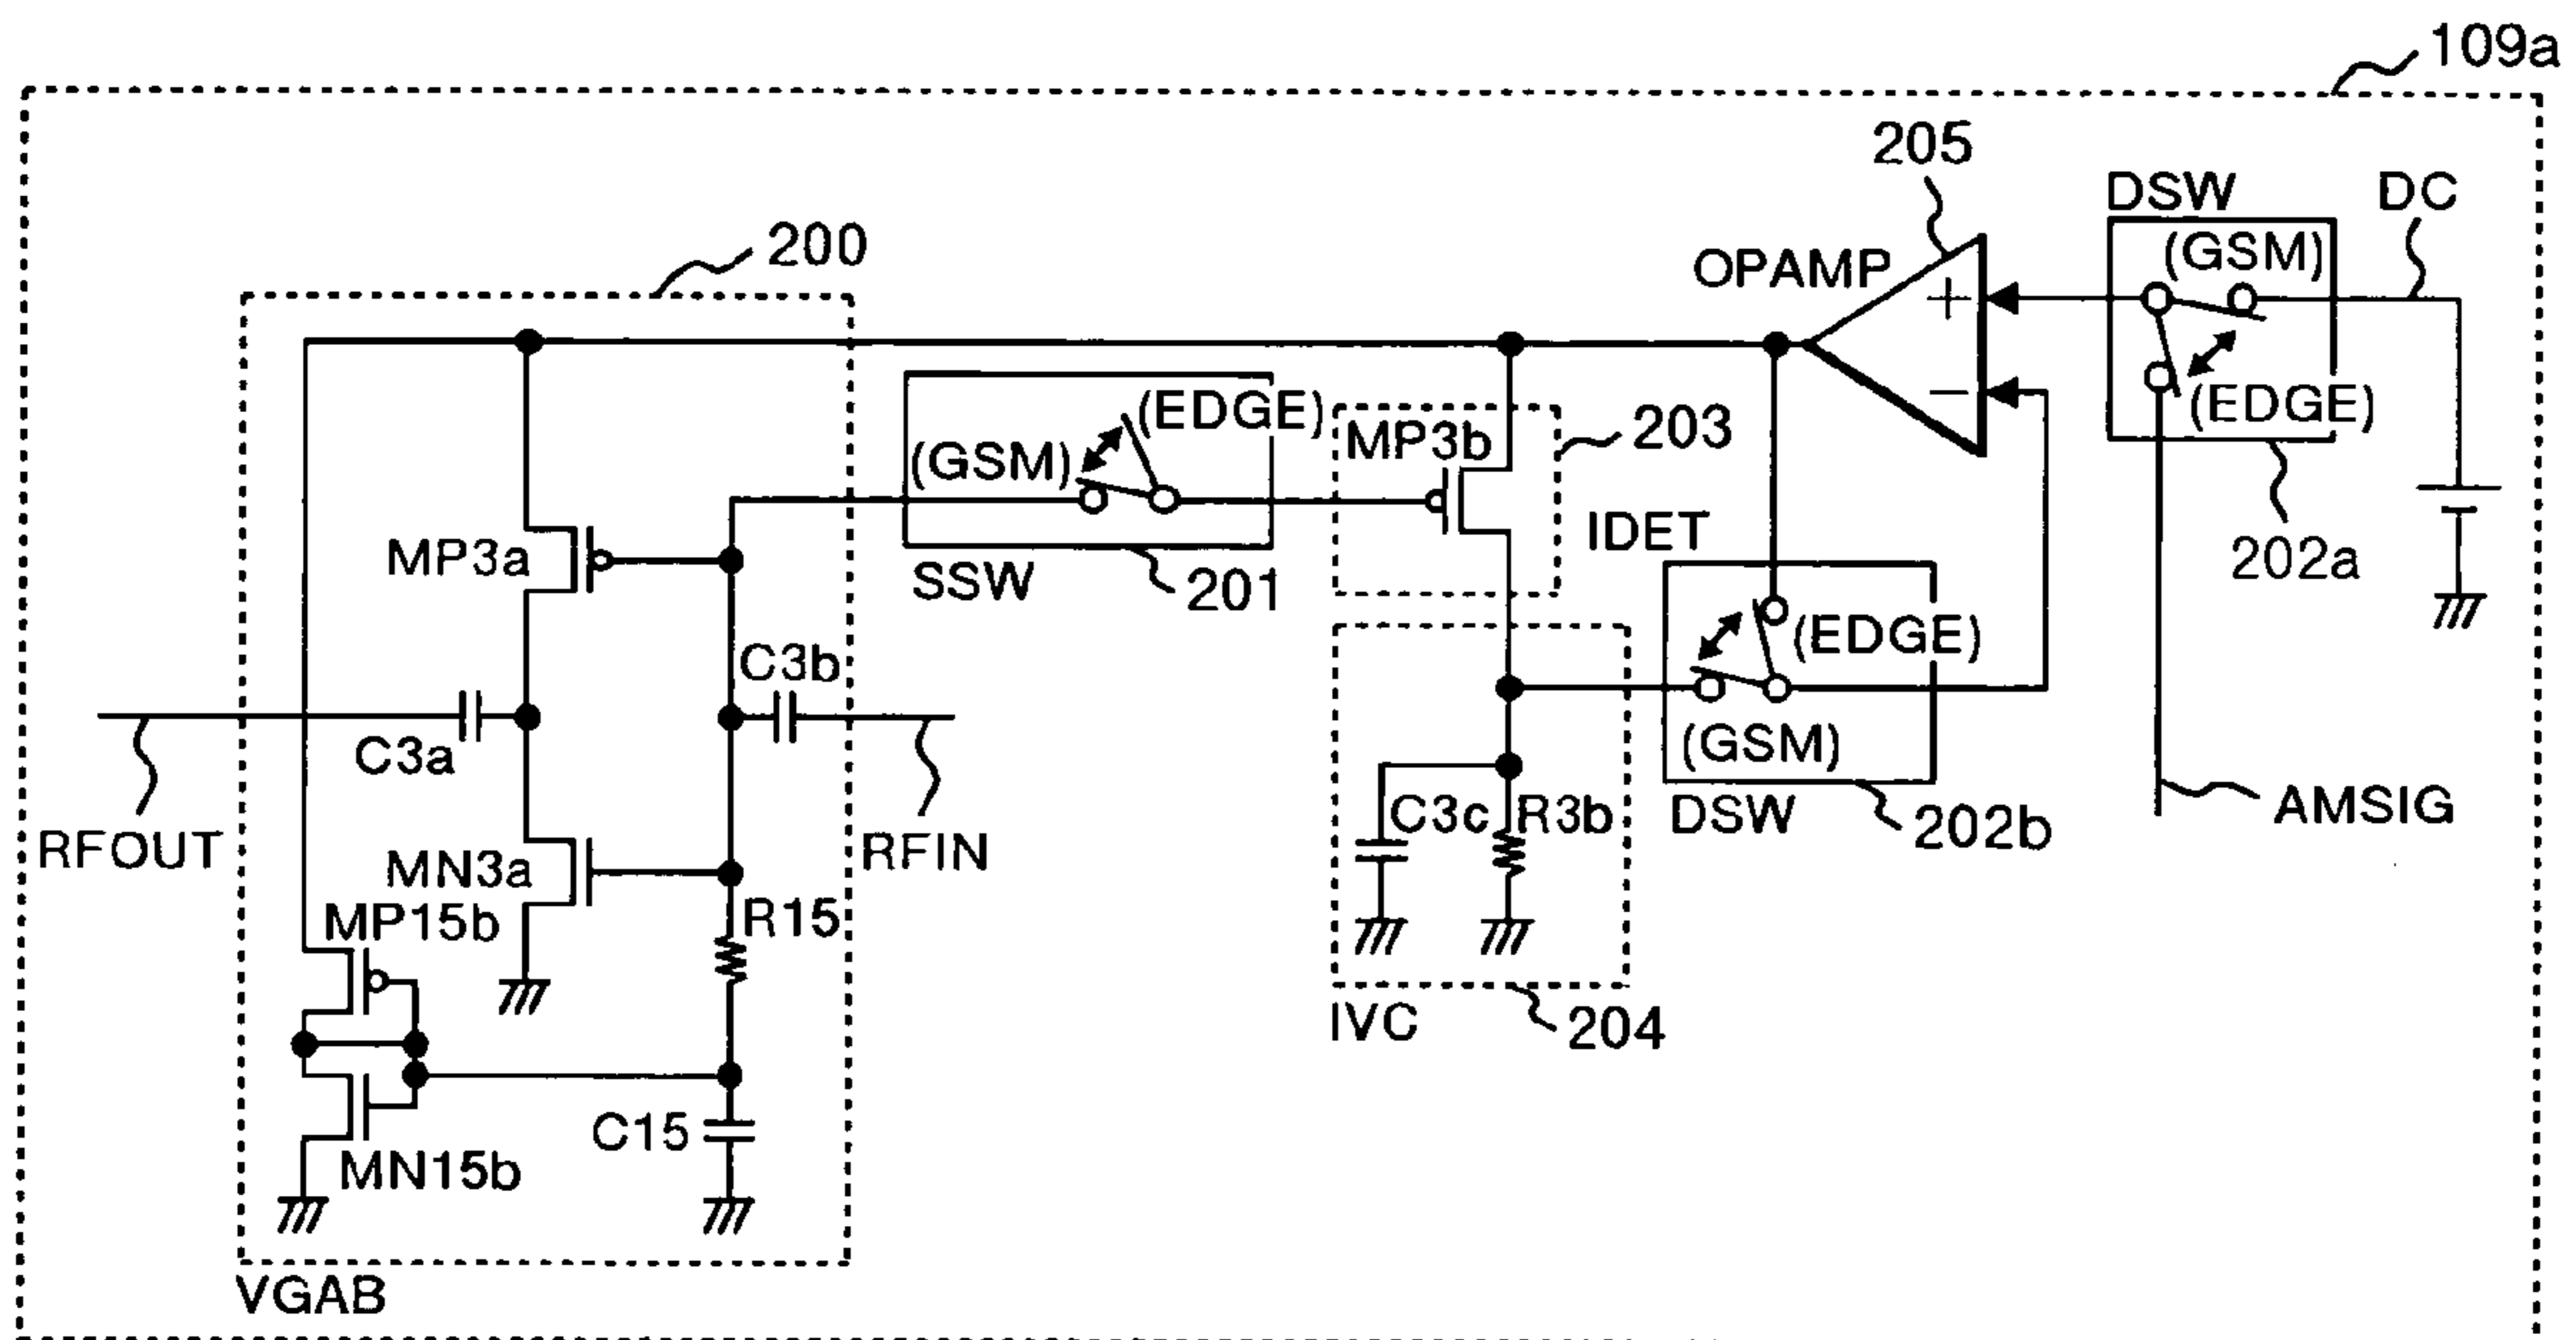 109a
205
DSW
DC
200
OPAMP
(GSM)
+
−
(EDGE)
(EDGE)
MP3b
203
(GSM)
MP3a
SSW
201
IDET
202a
(EDGE)
C3b
C3a
(GSM)
RFOUT
MN3a
RFIN
C3c
R3b
DSW
202b
AMSIG
MP15b
R15
IVC
204
C15
MN15b
VGAB